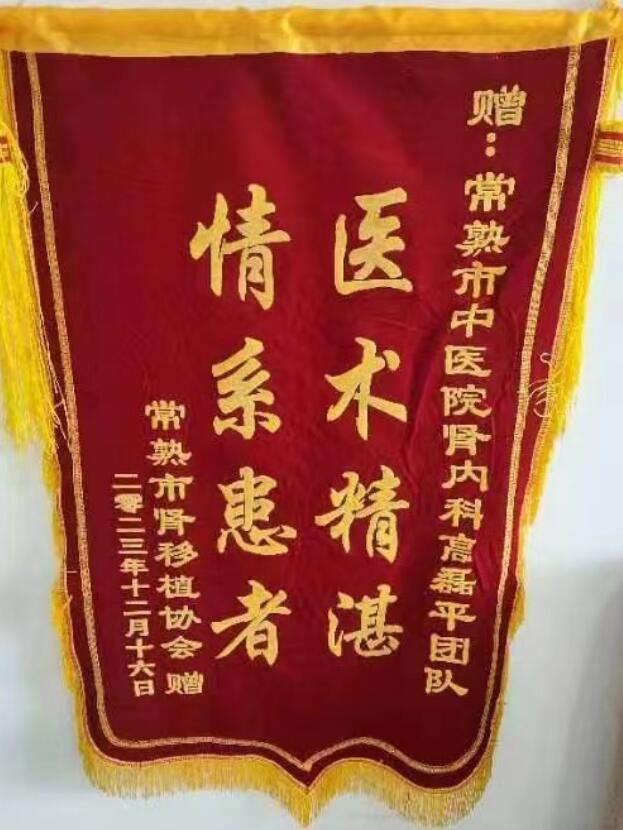 赠：常熟市中医院肾内科高磊平团队
医术精湛
情系患者
常熟市肾移植协会 赠
二零二三年十二月十六日